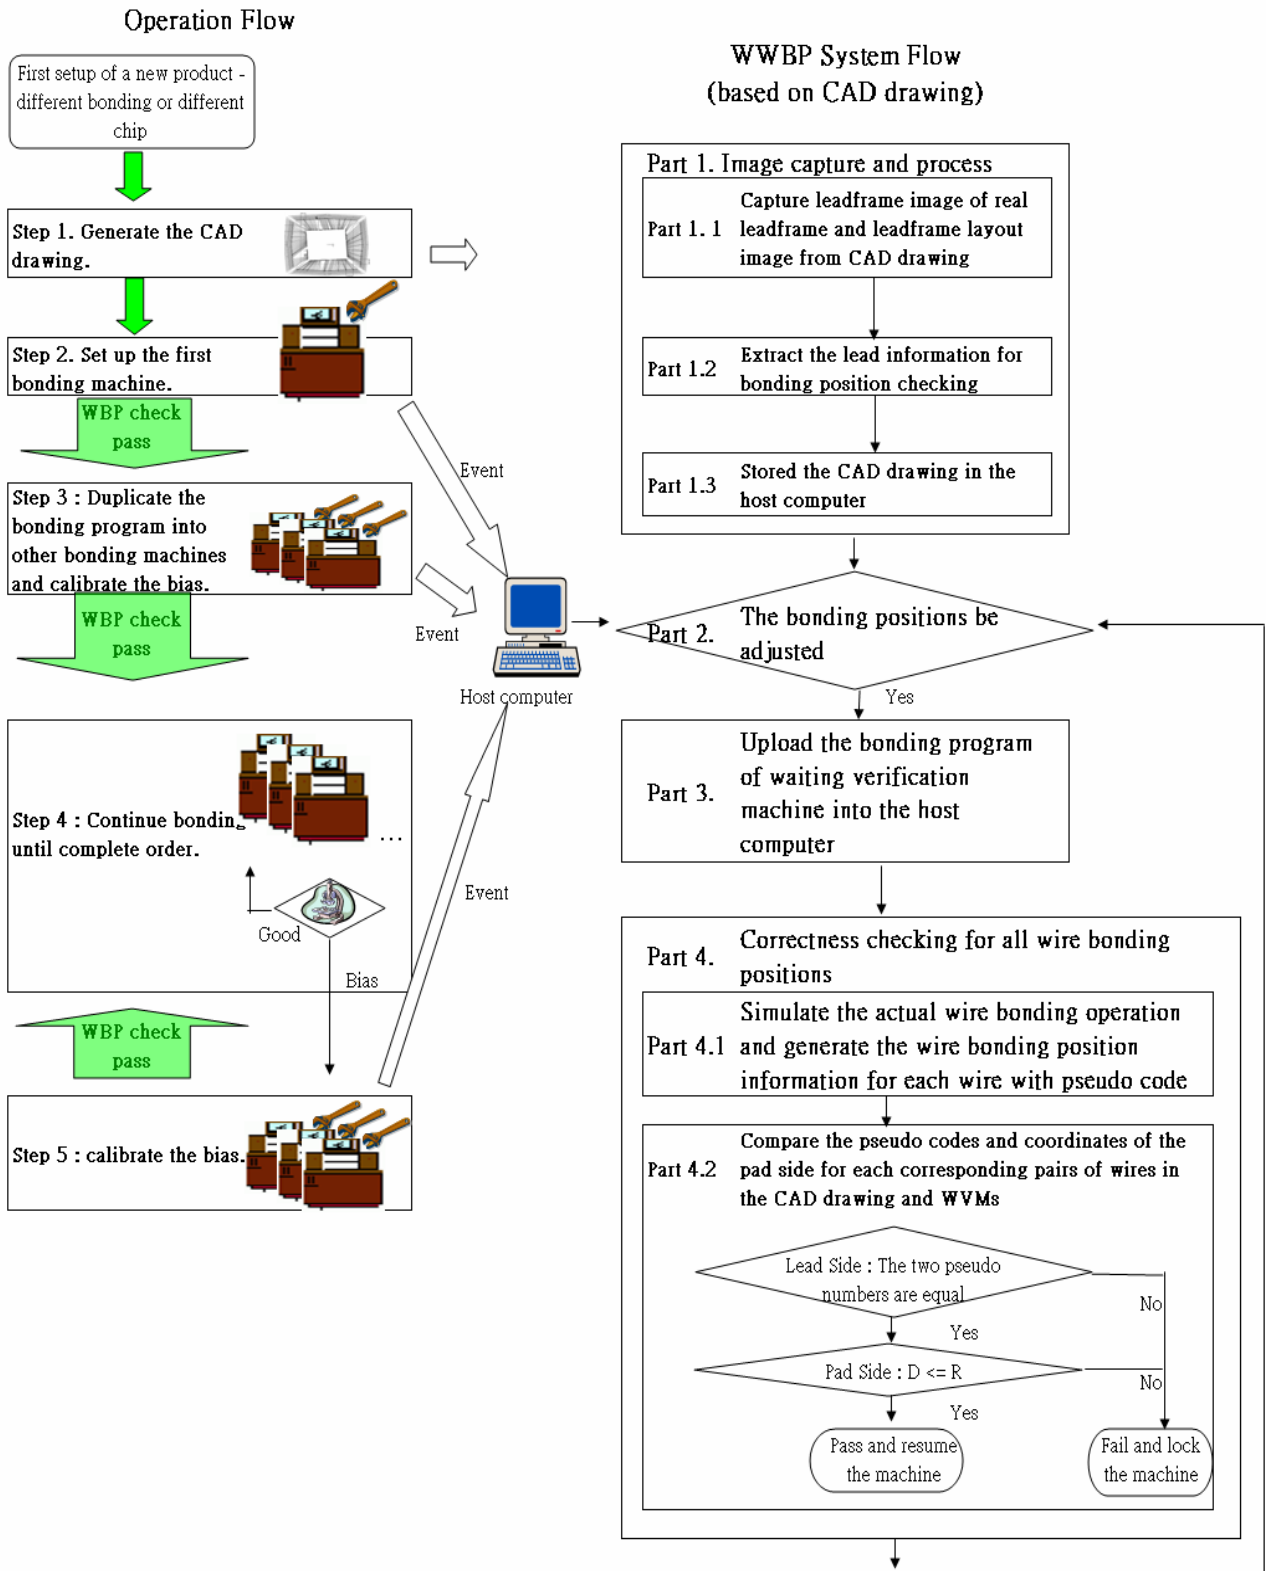 Operation Flow
First setup of a new product -
different bonding or different
chip
Step 1. Generate the CAD
drawing.
Step 2. Set up the first
bonding machine.
WBP check
pass
Event
Step 3 : Duplicate the
bonding program into
other bonding machines
and calibrate the bias.
Event
WBP check
pass
Host computer
Step 4 : Continue bonding
until complete order.
...
Good
Event
Bias
WBP check
pass
Step 5 : calibrate the bias.
WWBP System Flow
(based on CAD drawing)
Part 1. Image capture and process
Part 1. 1
Capture leadframe image of real
leadframe and leadframe layout
image from CAD drawing
Part 1.2
Extract the lead information for
bonding position checking
Part 1.3
Stored the CAD drawing in the
host computer
Part 2.
The bonding positions be
adjusted
Yes
Part 3.
Upload the bonding program
of waiting verification
machine into the host
computer
Part 4.
Correctness checking for all wire bonding
positions
Part 4.1
Simulate the actual wire bonding operation
and generate the wire bonding position
information for each wire with pseudo code
Part 4.2
Compare the pseudo codes and coordinates of the
pad side for each corresponding pairs of wires in
the CAD drawing and WVMs
Lead Side : The two pseudo
numbers are equal
No
Yes
Pad Side : D <= R
No
Yes
Pass and resume
the machine
Fail and lock
the machine